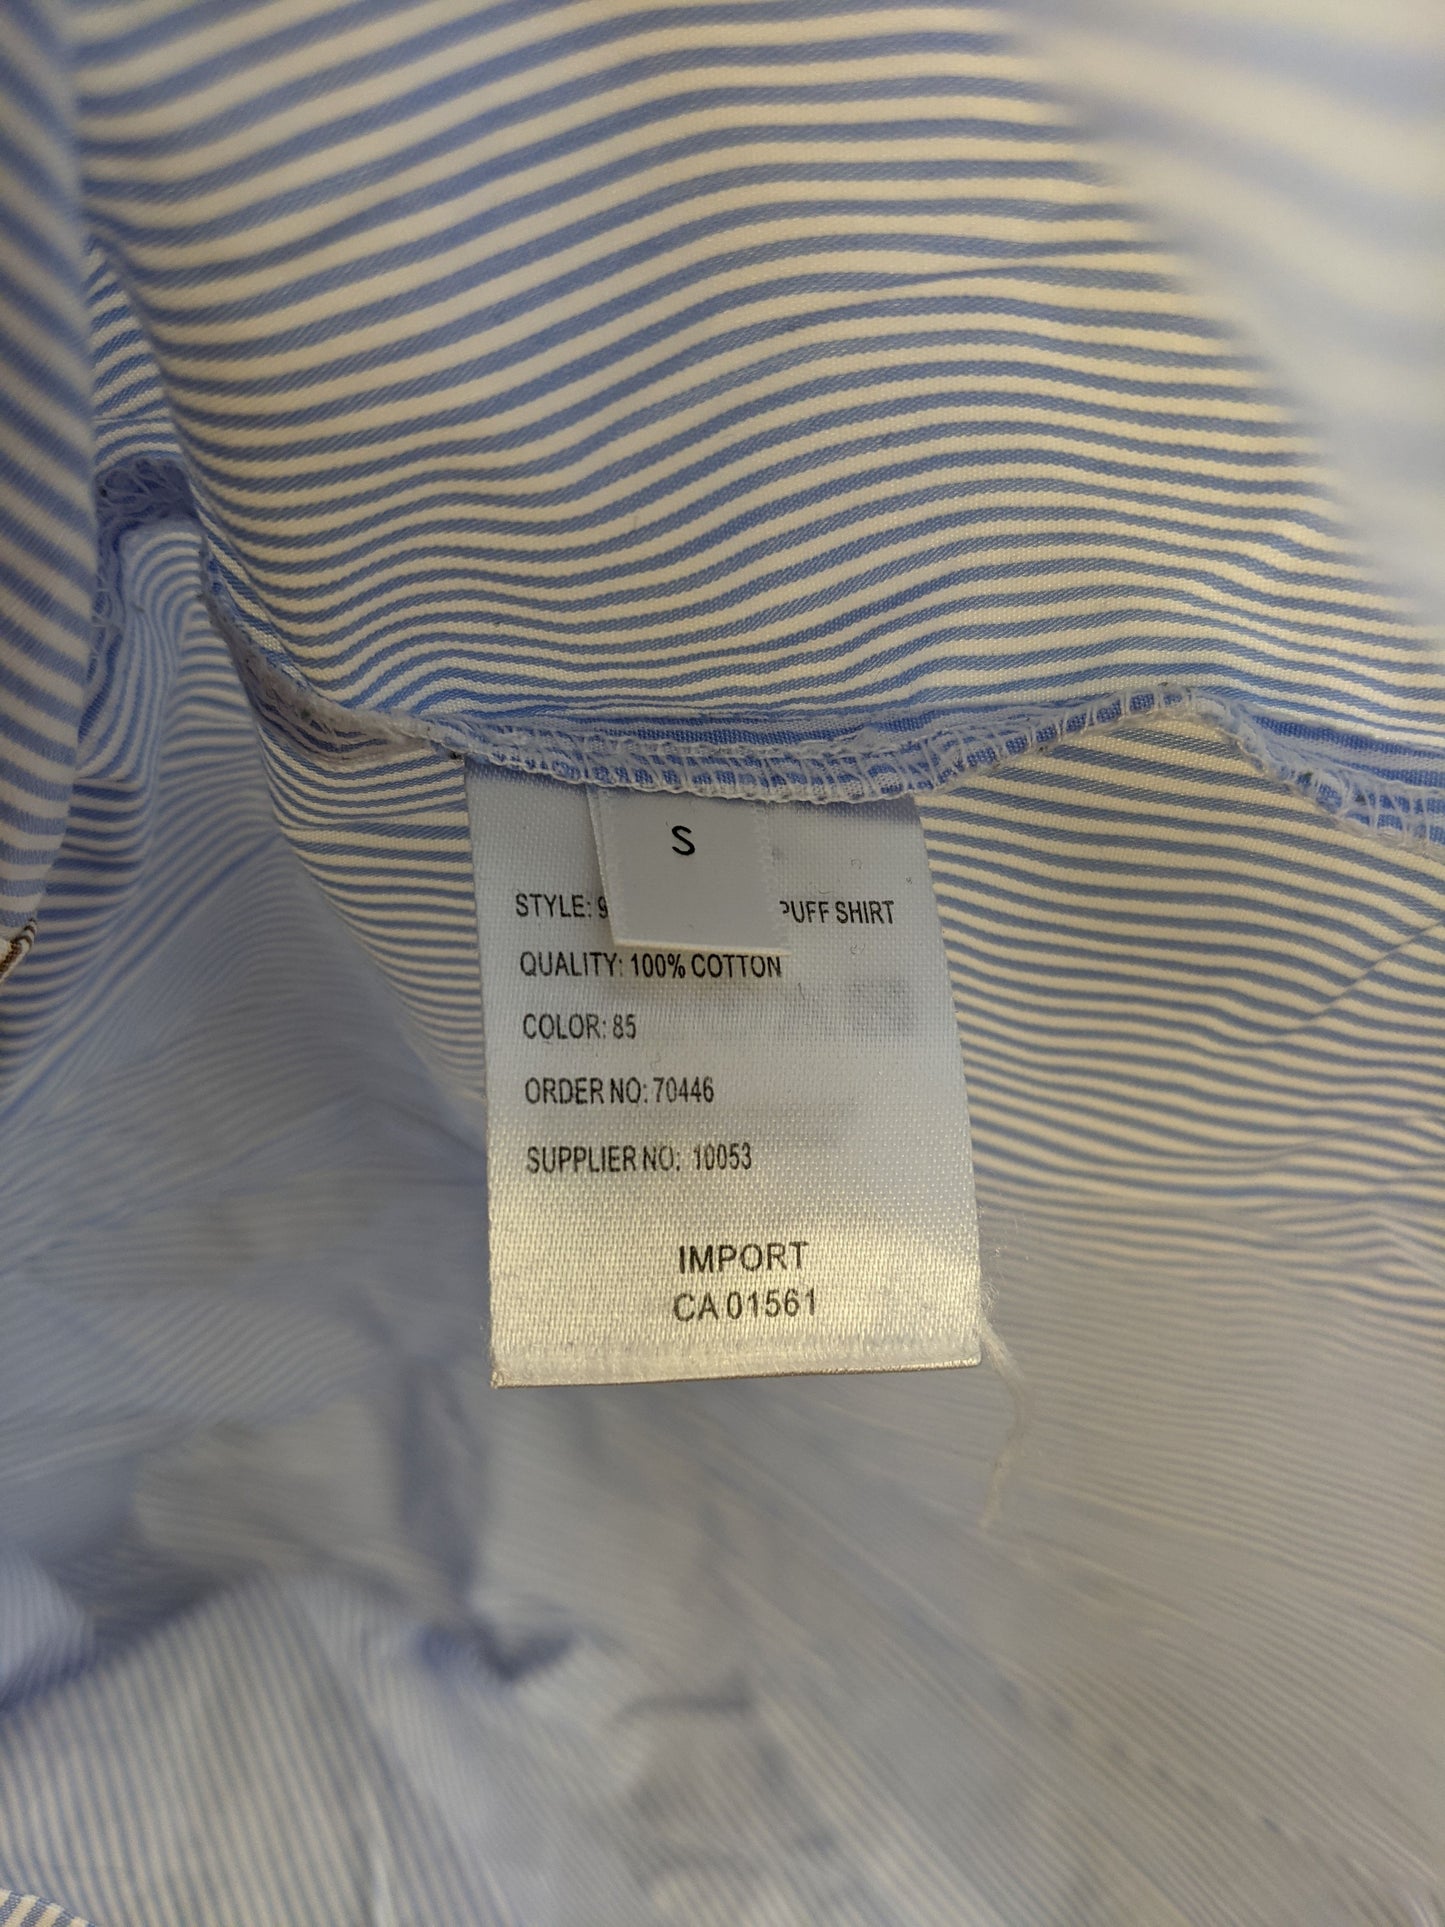 S
STYLE: 9 PUFF SHIRT
QUALITY: 100% COTTON
COLOR: 85
ORDER NO: 70446
SUPPLIER NO: 10053
IMPORT
CA 01561